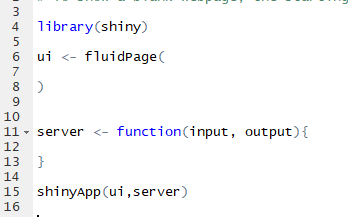 3
4 library(shiny)
5
6 ui <- fluidPage(
7
8 )
9
10
11 server <- function(input, output){
12
13 }
14
15 shinyApp(ui,server)
16